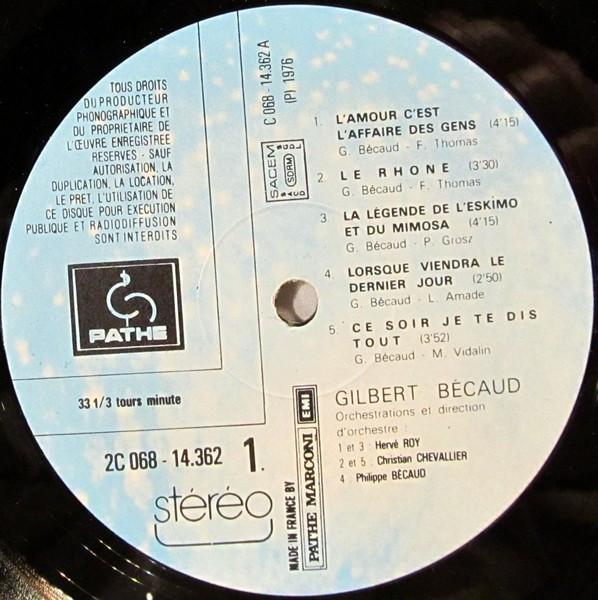 TOUS DROITS
DU PRODUCTEUR
PHONOGRAPHIQUE ET
DU PROPRIETAIRE DE
L'ŒUVRE ENREGISTREE
RESERVES - SAUF
AUTORISATION, LA
DUPLICATION, LA LOCATION,
LE PRET, L'UTILISATION DE
CE DISQUE POUR EXECUTION
PUBLIQUE ET RADIODIFFUSION
SONT INTERDITS
PATHE
33 1/3 tours minute
2C 068 - 14.362 1.
stéréo
C 068 - 14.362 A
(P) 1976
SACEM
SDRM
1. L'AMOUR C'EST
L'AFFAIRE DES GENS (4'15)
G. Bécaud - F. Thomas
2 LE RHONE (3'30)
G. Bécaud - F. Thomas
3. LA LÉGENDE DE L'ESKIMO
ET DU MIMOSA (4'15)
G. Bécaud - P. Grosz
4. LORSQUE VIENDRA LE
DERNIER JOUR (2'50)
G. Bécaud - L. Amade
5. CE SOIR JE TE DIS
TOUT (3'52)
G. Bécaud - M. Vidalin
GILBERT BÉCAUD
Orchestrations et direction
d'orchestre :
1 et 3 : Hervé ROY
2 et 5 : Christian CHEVALLIER
4 : Philippe BÉCAUD
MADE IN FRANCE BY
PATHE MARCONI EMI